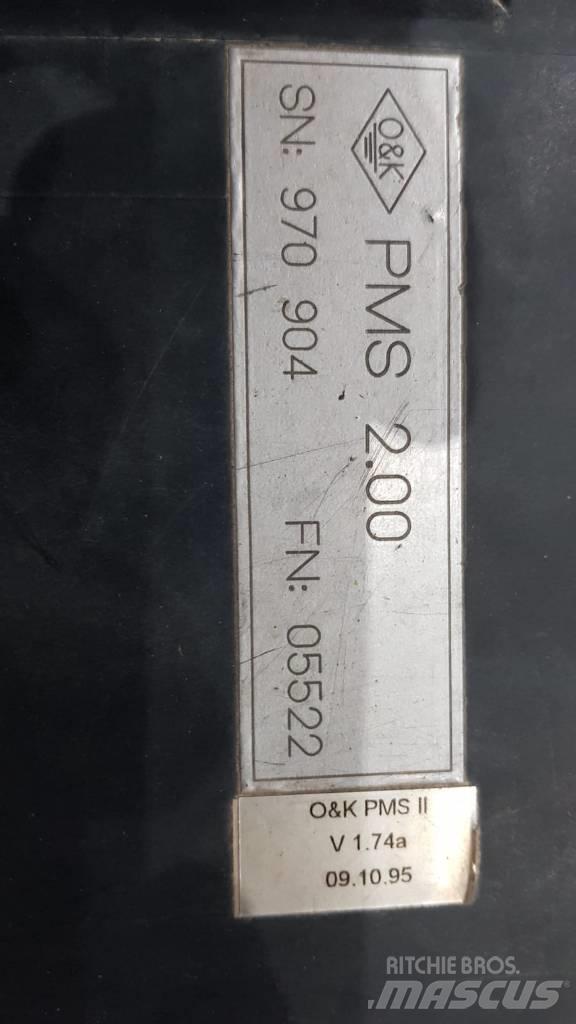 O&K
PMS 2.00
SN: 970 904 FN: 05522
O&K PMS II
V 1.74a
09.10.95
RITCHIE BROS.
MASCUS